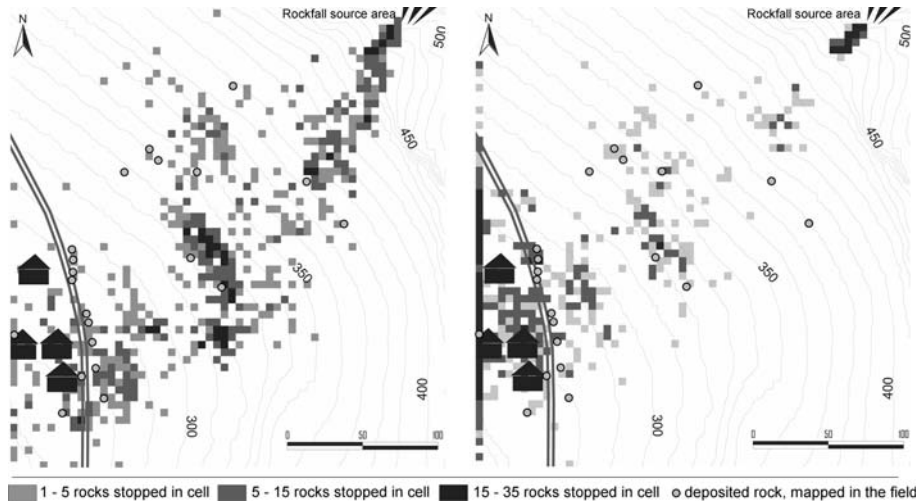 Rockfall source area
Rockfall source area
N
N
500
500
450
450
350
350
400
400
300
300
0 50 100
0 50 100
1 - 5 rocks stopped in cell
5 - 15 rocks stopped in cell
15 - 35 rocks stopped in cell
deposited rock, mapped in the field